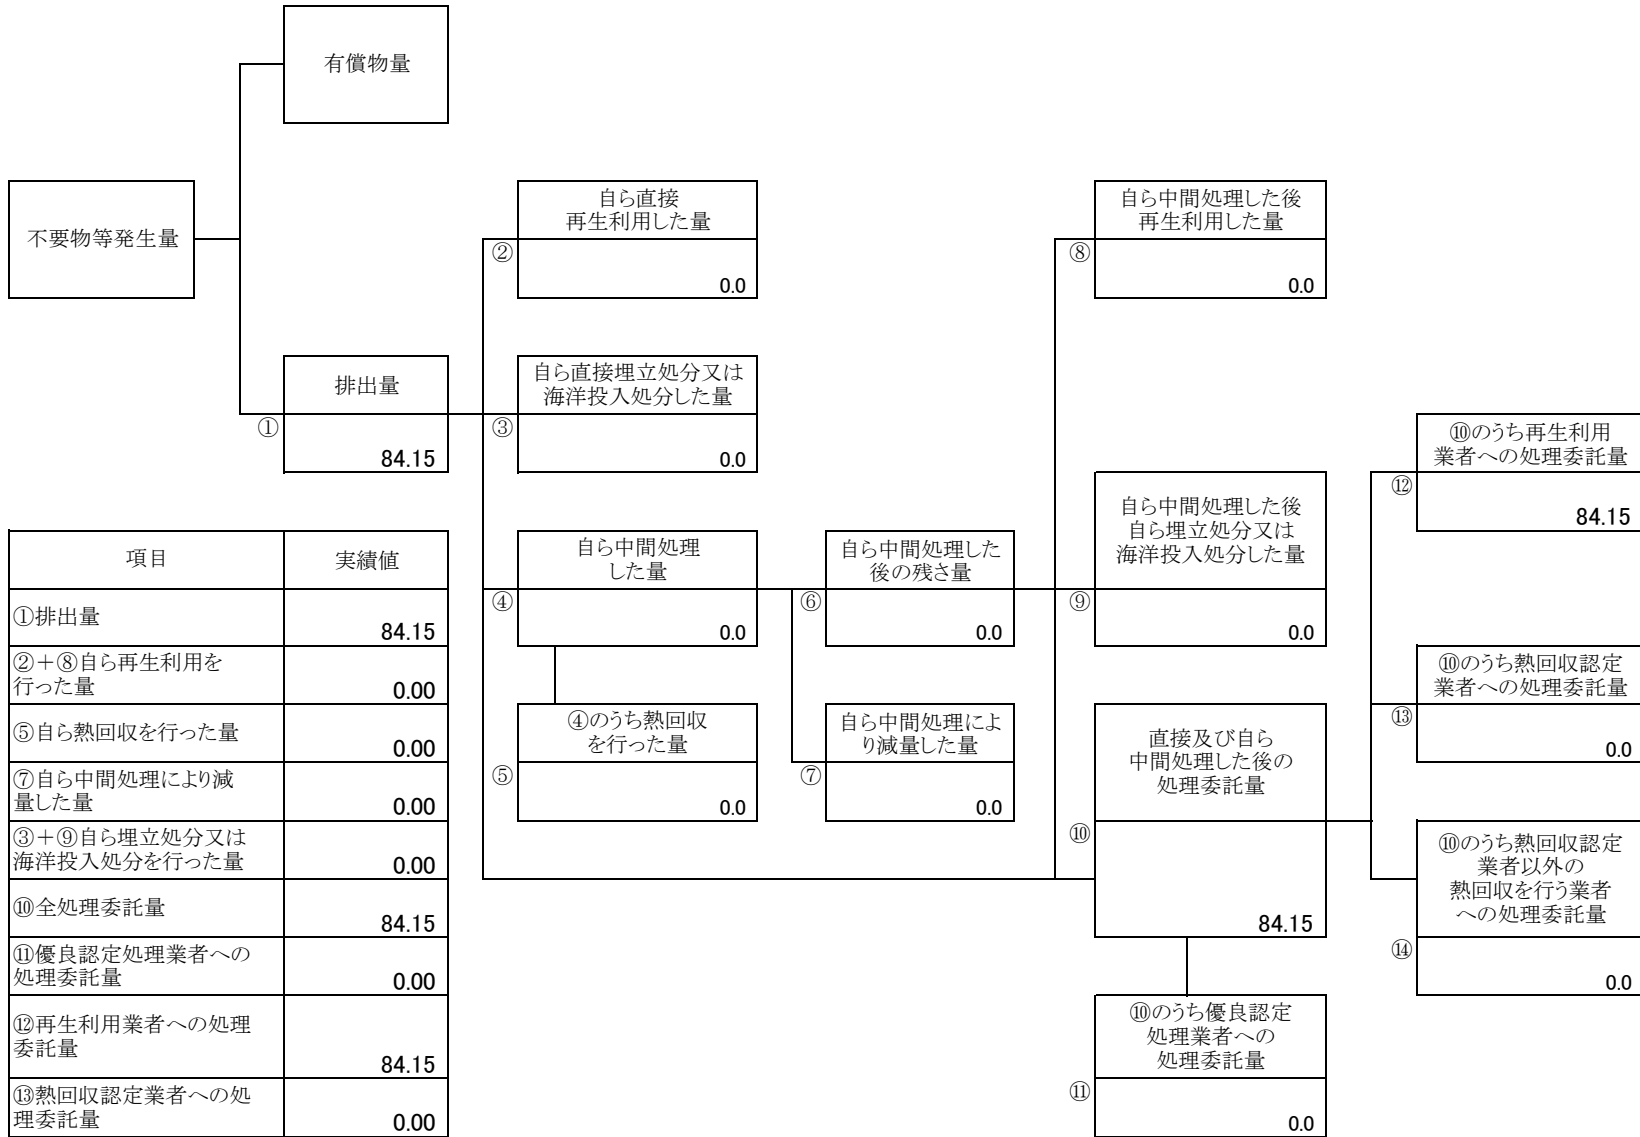 有償物量
不要物等発生量
自ら直接
再生利用した量
②
0.0
自ら中間処理した後
再生利用した量
⑧
0.0
排出量
①
84.15
自ら直接埋立処分又は
海洋投入処分した量
③
0.0
⑩のうち再生利用
業者への処理委託量
⑫
84.15
自ら中間処理した後
自ら埋立処分又は
海洋投入処分した量
⑨
0.0
自ら中間処理
した量
④
0.0
自ら中間処理した
後の残さ量
⑥
0.0
⑩のうち熱回収認定
業者への処理委託量
⑬
0.0
④のうち熱回収
を行った量
⑤
0.0
自ら中間処理によ
り減量した量
⑦
0.0
直接及び自ら
中間処理した後の
処理委託量
⑩
84.15
⑩のうち熱回収認定
業者以外の
熱回収を行う業者
への処理委託量
⑭
0.0
⑩のうち優良認定
処理業者への
処理委託量
⑪
0.0
項目 実績値
①排出量 84.15
②＋⑧自ら再生利用を
行った量 0.00
⑤自ら熱回収を行った量 0.00
⑦自ら中間処理により減
量した量 0.00
③＋⑨自ら埋立処分又は
海洋投入処分を行った量 0.00
⑩全処理委託量 84.15
⑪優良認定処理業者への
処理委託量 0.00
⑫再生利用業者への処理
委託量 84.15
⑬熱回収認定業者への処
理委託量 0.00